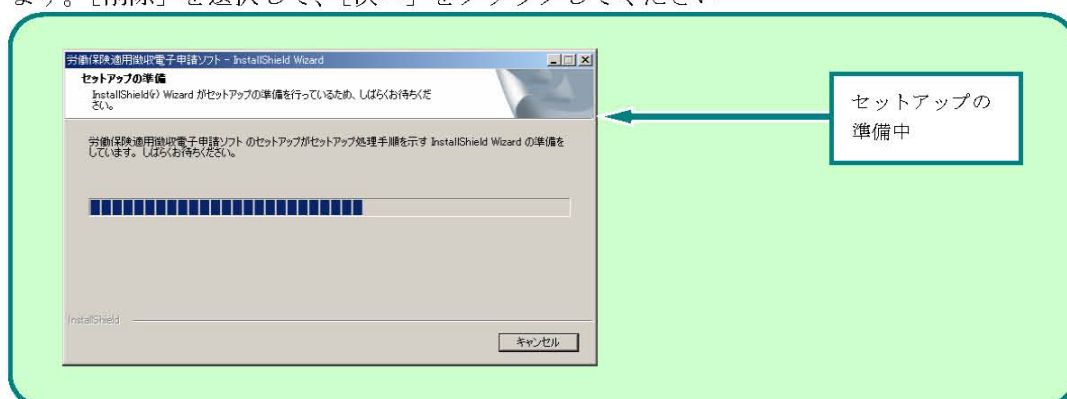 ます。[削除] を選択して、[次へ] をクリックしてください
労働保険適用徴収電子申請ソフト - InstallShield Wizard
セットアップの準備
InstallShield(r) Wizard がセットアップの準備を行っているため、しばらくお待ちくだ
さい。
労働保険適用徴収電子申請ソフト のセットアップがセットアップ処理手順を示す InstallShield Wizard の準備を
しています。しばらくお待ちください。
InstallShield
キャンセル
セットアップの
準備中